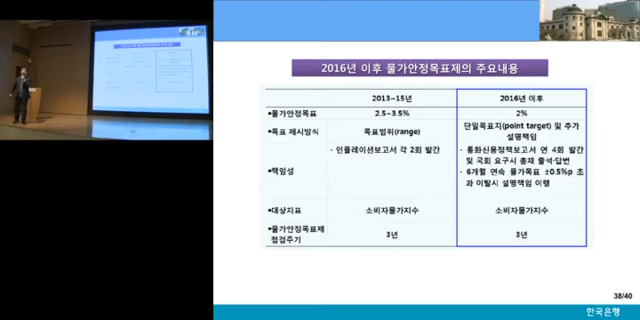 2016년 이후 물가안정목표제의 주요내용
2013~15년
2016년 이후
▪물가안정목표
2.5~3.5%
2%
▪목표 제시방식
목표범위(range)
단일목표치(point target) 및 추가
설명책임
▪책임성
- 인플레이션보고서 각 2회 발간
- 통화신용정책보고서 연 4회 발간
및 국회 요구시 총재 출석·답변
- 6개월 연속 물가목표 ±0.5%p 초
과 이탈시 설명책임 이행
▪대상지표
소비자물가지수
소비자물가지수
▪물가안정목표제
점검주기
3년
3년
38/40
한국은행